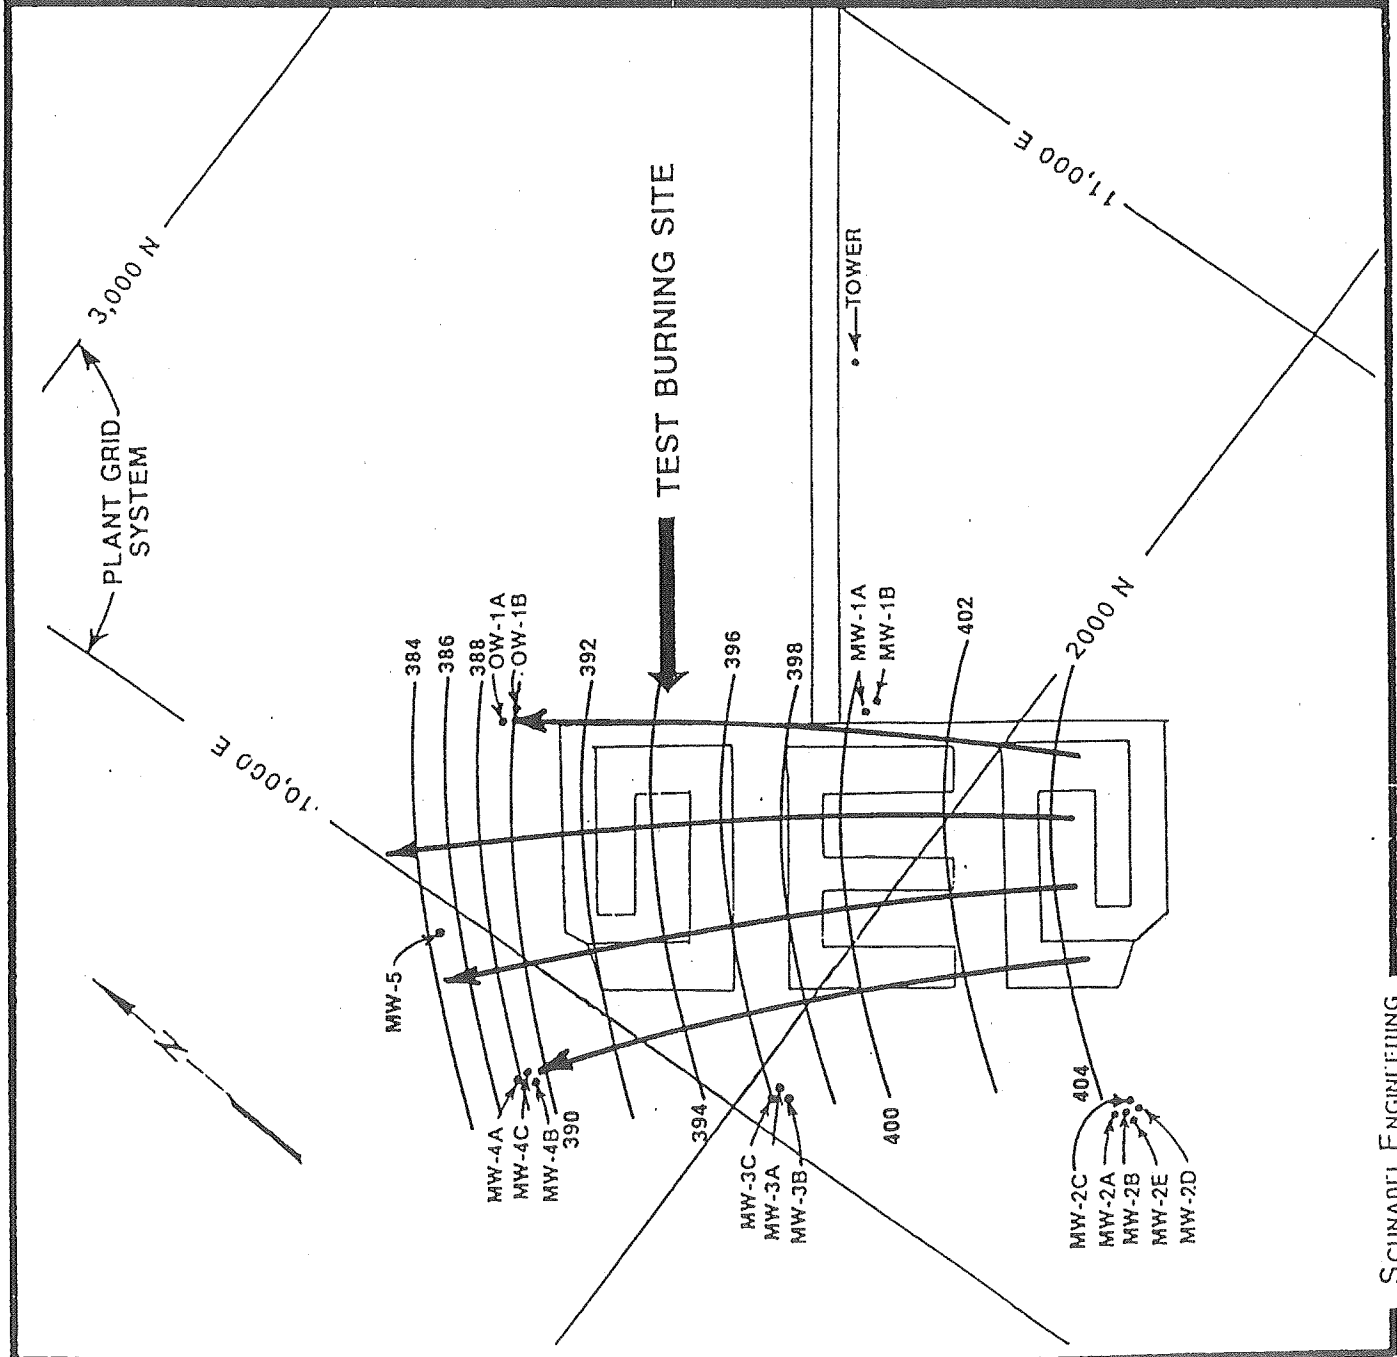 3,000 N
PLANT GRID
SYSTEM
10,000 E
11,000 E
2000 N
TEST BURNING SITE
TOWER
384
386
388
OW-1A
OW-1B
392
396
398
MW-1A
MW-1B
402
MW-5
N
MW-4A
MW-4C
MW-4B
390
394
MW-3C
MW-3A
MW-3B
400
404
MW-2C
MW-2A
MW-2B
MW-2E
MW-2D
SCHNABEL ENGINEERING